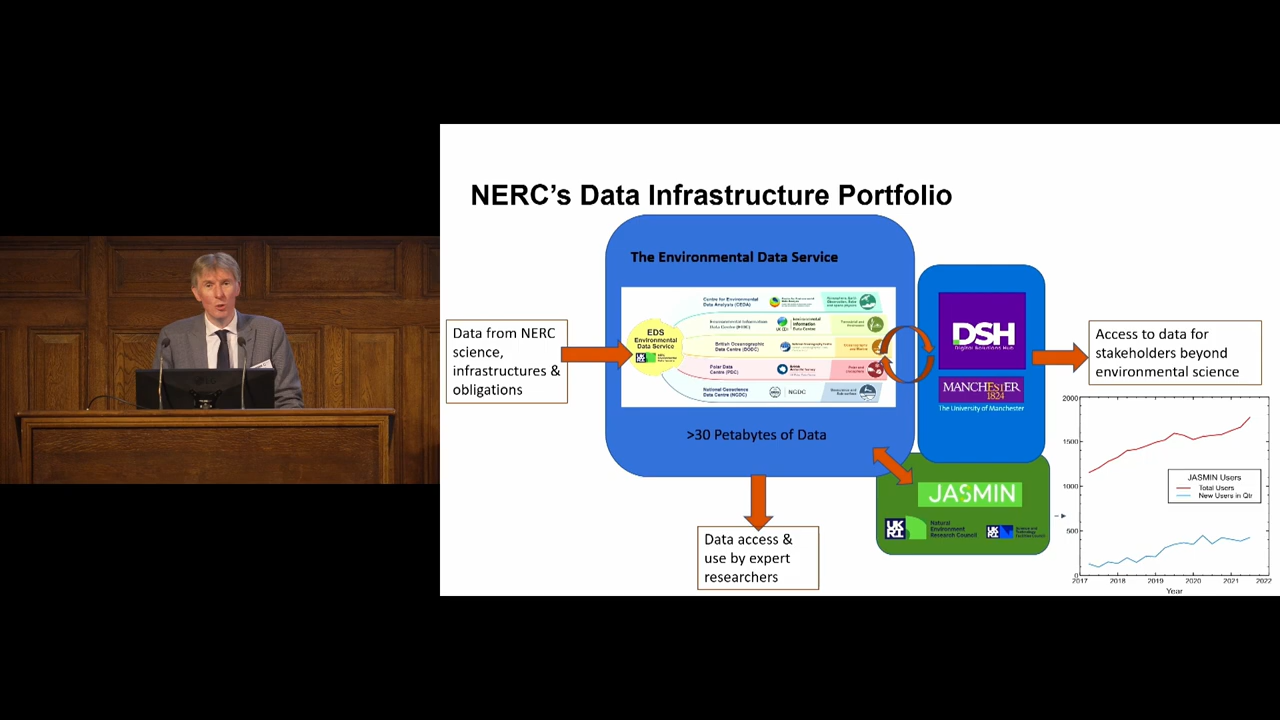 NERC’s Data Infrastructure Portfolio
The Environmental Data Service
Data from NERC
science,
infrastructures &
obligations
EDS
Environmental
Data Service
Centre for Environmental
Data Analysis (CEDA)
Environmental Information
Data Centre (EIDC)
British Oceanographic
Data Centre (BODC)
Polar Data
Centre (PDC)
National Geoscience
Data Centre (NGDC)
NGDC
>30 Petabytes of Data
DSH
Digital Solutions Hub
MANCHESTER
1824
The University of Manchester
Access to data for
stakeholders beyond
environmental science
JASMIN
UKRI
Natural
Environment
Research Council
Data access &
use by expert
researchers
2000
1500
1000
500
0
JASMIN Users
Total Users
New Users in Qtr
2017
2018
2019
2020
2021
2022
Year